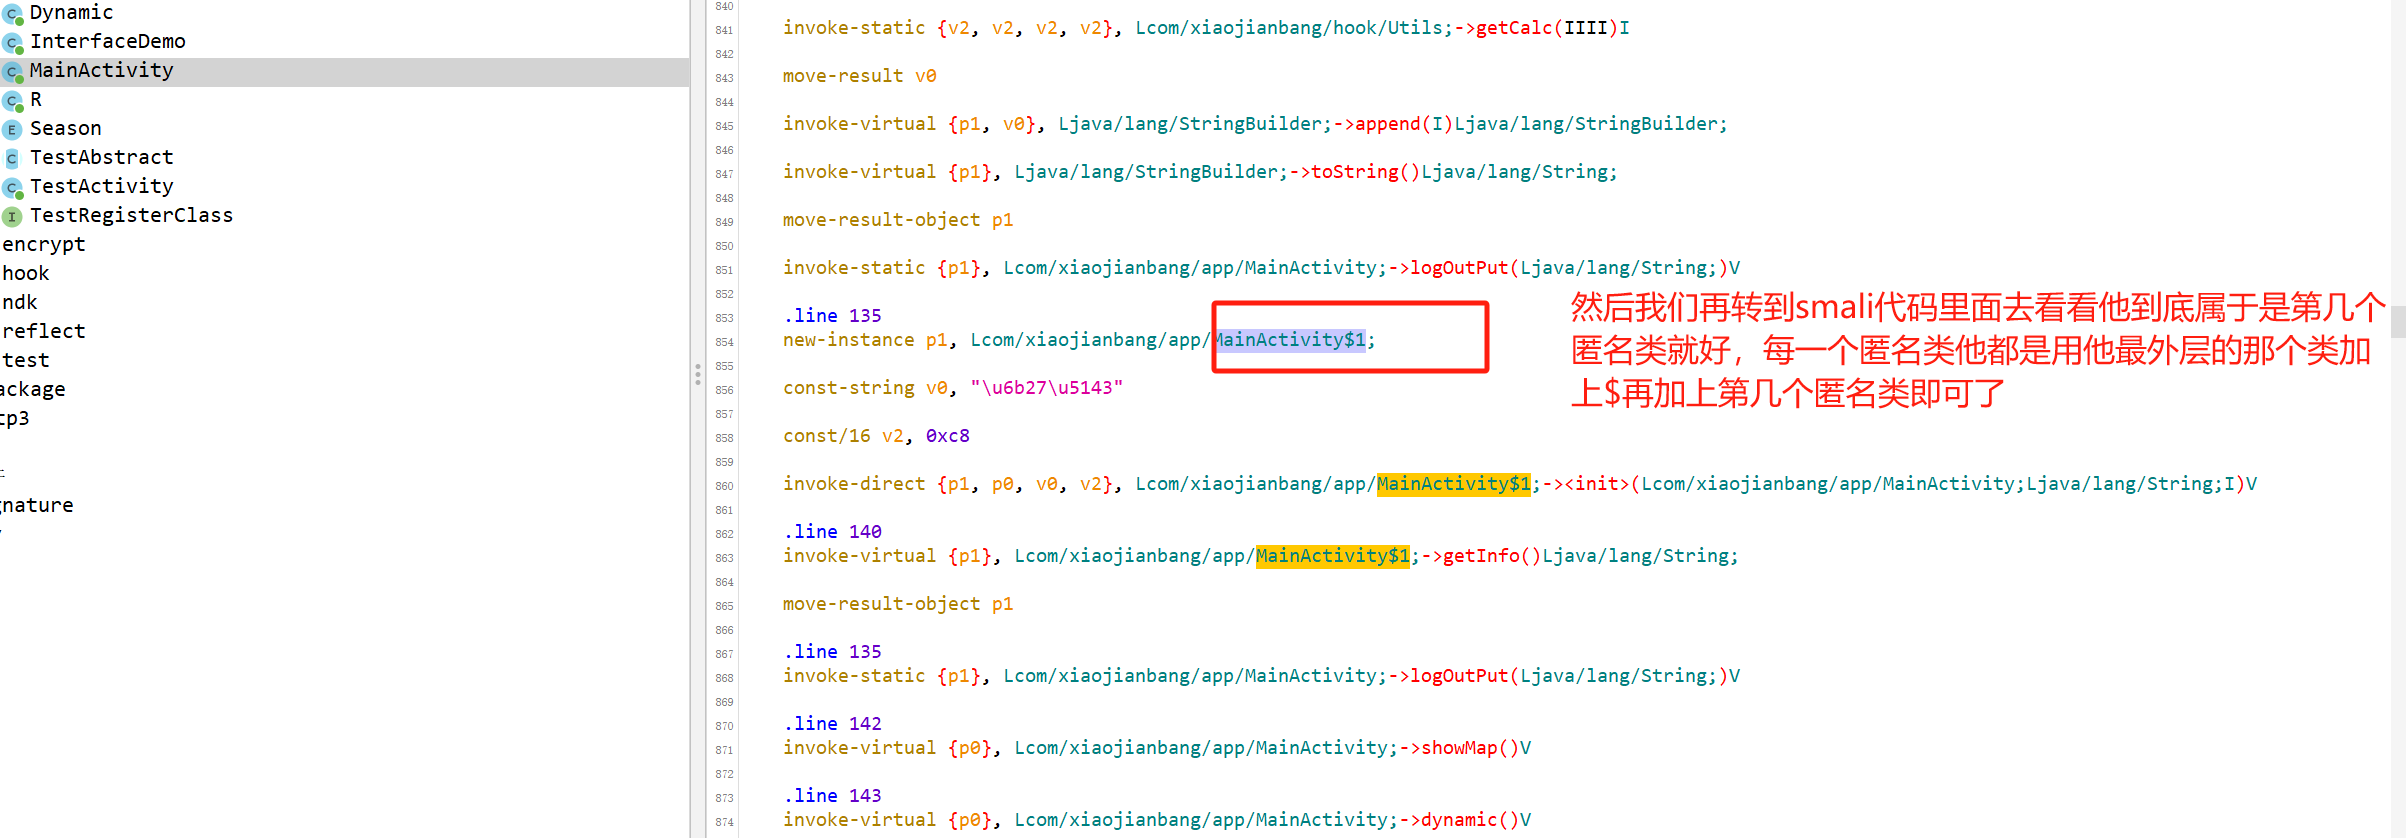 Dynamic
InterfaceDemo
MainActivity
R
Season
TestAbstract
TestActivity
TestRegisterClass
encrypt
hook
ndk
reflect
test
ackage
tp3
gnature
840
841 invoke-static {v2, v2, v2, v2}, Lcom/xiaojianbang/hook/Utils;->getCalc(IIII)I
842
843 move-result v0
844
845 invoke-virtual {p1, v0}, Ljava/lang/StringBuilder;->append(I)Ljava/lang/StringBuilder;
846
847 invoke-virtual {p1}, Ljava/lang/StringBuilder;->toString()Ljava/lang/String;
848
849 move-result-object p1
850
851 invoke-static {p1}, Lcom/xiaojianbang/app/MainActivity;->logOutPut(Ljava/lang/String;)V
852
853 .line 135
854 new-instance p1, Lcom/xiaojianbang/app/MainActivity$1;
855
856 const-string v0, "\u6b27\u5143"
857
858 const/16 v2, 0xc8
859
860 invoke-direct {p1, p0, v0, v2}, Lcom/xiaojianbang/app/MainActivity$1;-><init>(Lcom/xiaojianbang/app/MainActivity;Ljava/lang/String;I)V
861
862 .line 140
863 invoke-virtual {p1}, Lcom/xiaojianbang/app/MainActivity$1;->getInfo()Ljava/lang/String;
864
865 move-result-object p1
866
867 .line 135
868 invoke-static {p1}, Lcom/xiaojianbang/app/MainActivity;->logOutPut(Ljava/lang/String;)V
869
870 .line 142
871 invoke-virtual {p0}, Lcom/xiaojianbang/app/MainActivity;->showMap()V
872
873 .line 143
874 invoke-virtual {p0}, Lcom/xiaojianbang/app/MainActivity;->dynamic()V
然后我们再转到smali代码里面去看看他到底属于是第几个
匿名类就好，每一个匿名类他都是用他最外层的那个类加
上$再加上第几个匿名类即可了